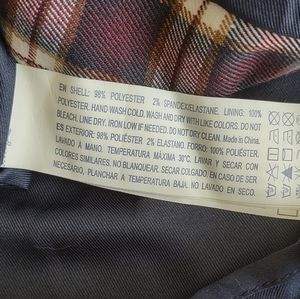 EN SHELL: 98% POLYESTER 2% SPANDEX/ELASTANE. LINING: 100%
POLYESTER. HAND WASH COLD. WASH AND DRY WITH LIKE COLORS. DO NOT
BLEACH. LINE DRY. IRON LOW IF NEEDED. DO NOT DRY CLEAN. Made in China.
ES EXTERIOR: 98% POLIÉSTER 2% ELASTANO. FORRO: 100% POLIÉSTER.
LAVADO A MANO. TEMPERATURA MÁXIMA 30°C. LAVAR Y SECAR CON
COLORES SIMILARES. NO BLANQUEAR. SECAR COLGADO. EN CASO DE SER
NECESARIO, PLANCHAR A TEMPERATURA BAJA. NO LAVADO EN SECO.